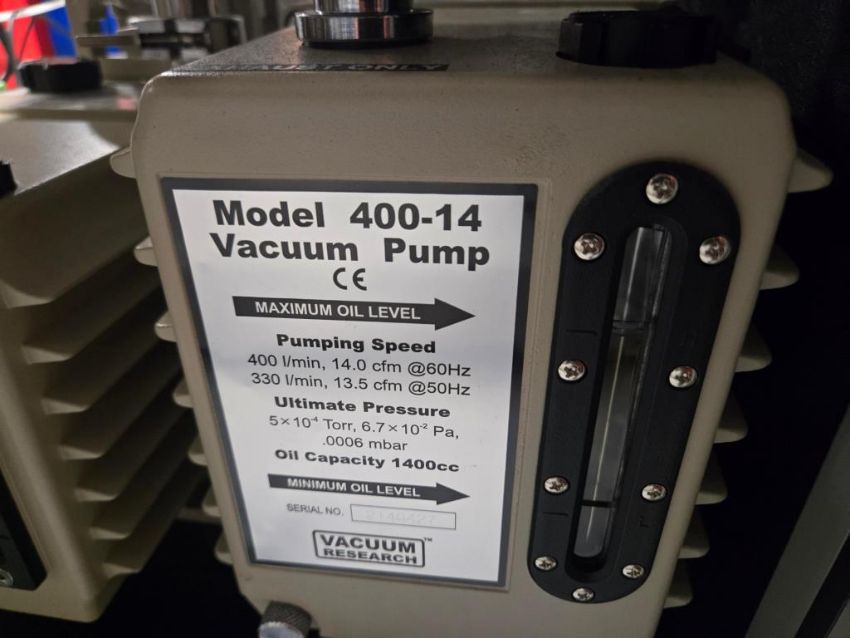 Model 400-14
Vacuum Pump
CE
MAXIMUM OIL LEVEL
Pumping Speed
400 l/min, 14.0 cfm @60Hz
330 l/min, 13.5 cfm @50Hz
Ultimate Pressure
5×10⁻⁴ Torr, 6.7×10⁻² Pa,
.0006 mbar
Oil Capacity 1400cc
MINIMUM OIL LEVEL
SERIAL NO.
VACUUM™
RESEARCH